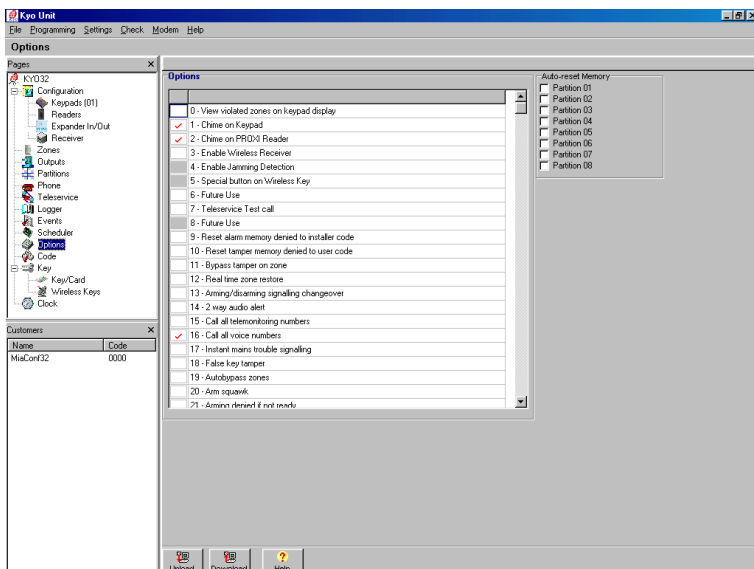 Kyo Unit
File Programming Settings Check Modem Help
Options
Pages
KYO32
Configuration
Keypads (01)
Readers
Expander In/Out
Receiver
Zones
Outputs
Partitions
Phone
Teleservice
Logger
Events
Scheduler
Options
Code
Key
Key/Card
Wireless Keys
Clock
Customers
Name Code
MiaConf32 0000
Options
0 - View violated zones on keypad display
1 - Chime on Keypad
2 - Chime on PROXI Reader
3 - Enable Wireless Receiver
4 - Enable Jamming Detection
5 - Special button on Wireless Key
6 - Future Use
7 - Teleservice Test call
8 - Future Use
9 - Reset alarm memory denied to installer code
10 - Reset tamper memory denied to user code
11 - Bypass tamper on zone
12 - Real time zone restore
13 - Arming/disarming signalling changeover
14 - 2 way audio alert
15 - Call all telemonitoring numbers
16 - Call all voice numbers
17 - Instant mains trouble signalling
18 - False key tamper
19 - Autobypass zones
20 - Arm squawk
21 - Arming denied if not ready
Auto-reset Memory
Partition 01
Partition 02
Partition 03
Partition 04
Partition 05
Partition 06
Partition 07
Partition 08
Upload Download Help